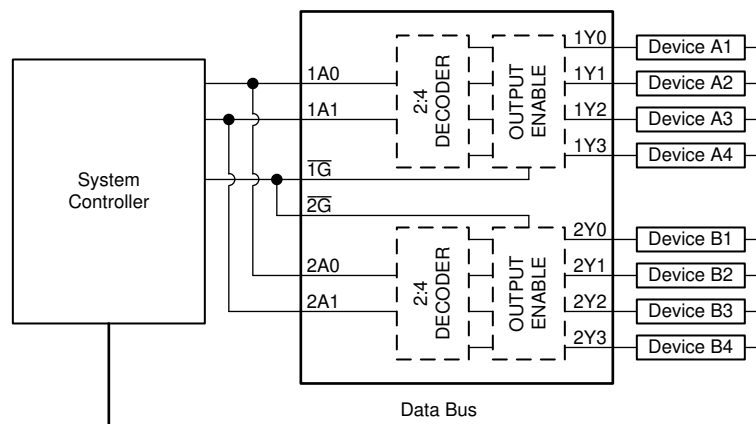 System
Controller
1A0
1A1
1G
2G
2A0
2A1
2:4
DECODER
OUTPUT
ENABLE
1Y0
1Y1
1Y2
1Y3
Device A1
Device A2
Device A3
Device A4
2:4
DECODER
OUTPUT
ENABLE
2Y0
2Y1
2Y2
2Y3
Device B1
Device B2
Device B3
Device B4
Data Bus